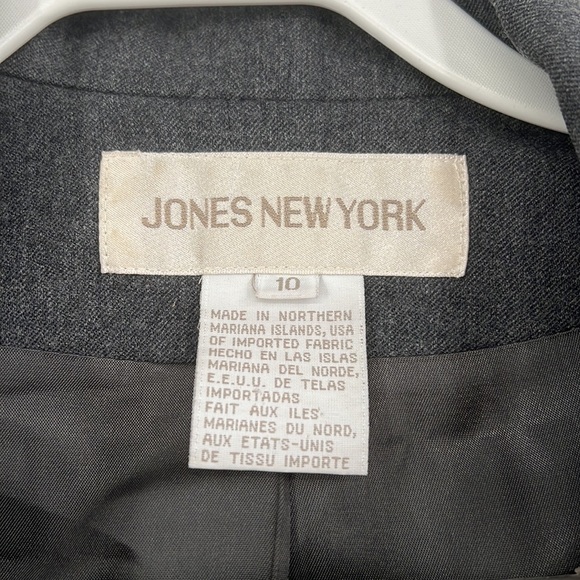 JONES NEW YORK
10
MADE IN NORTHERN
MARIANA ISLANDS, USA
OF IMPORTED FABRIC
HECHO EN LAS ISLAS
MARIANA DEL NORDE,
E.E.U.U. DE TELAS
IMPORTADAS
FAIT AUX ILES
MARIANES DU NORD,
AUX ETATS-UNIS
DE TISSU IMPORTE